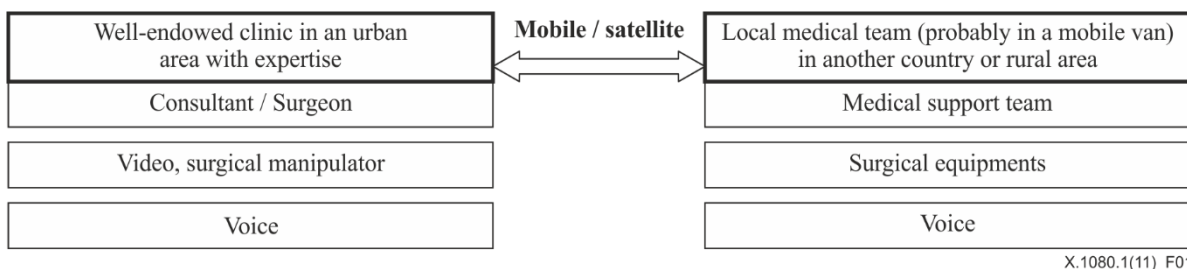 Well-endowed clinic in an urban
area with expertise
Mobile / satellite
Local medical team (probably in a mobile van)
in another country or rural area
Consultant / Surgeon
Medical support team
Video, surgical manipulator
Surgical equipments
Voice
Voice
X.1080.1(11)_F01